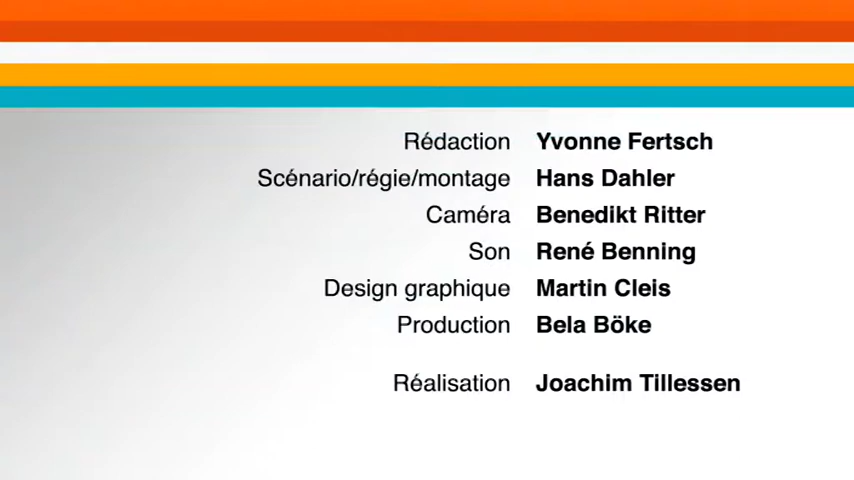 Rédaction Yvonne Fertsch
Scénario/régie/montage Hans Dahler
Caméra Benedikt Ritter
Son René Benning
Design graphique Martin Cleis
Production Bela Böke
Réalisation Joachim Tillessen